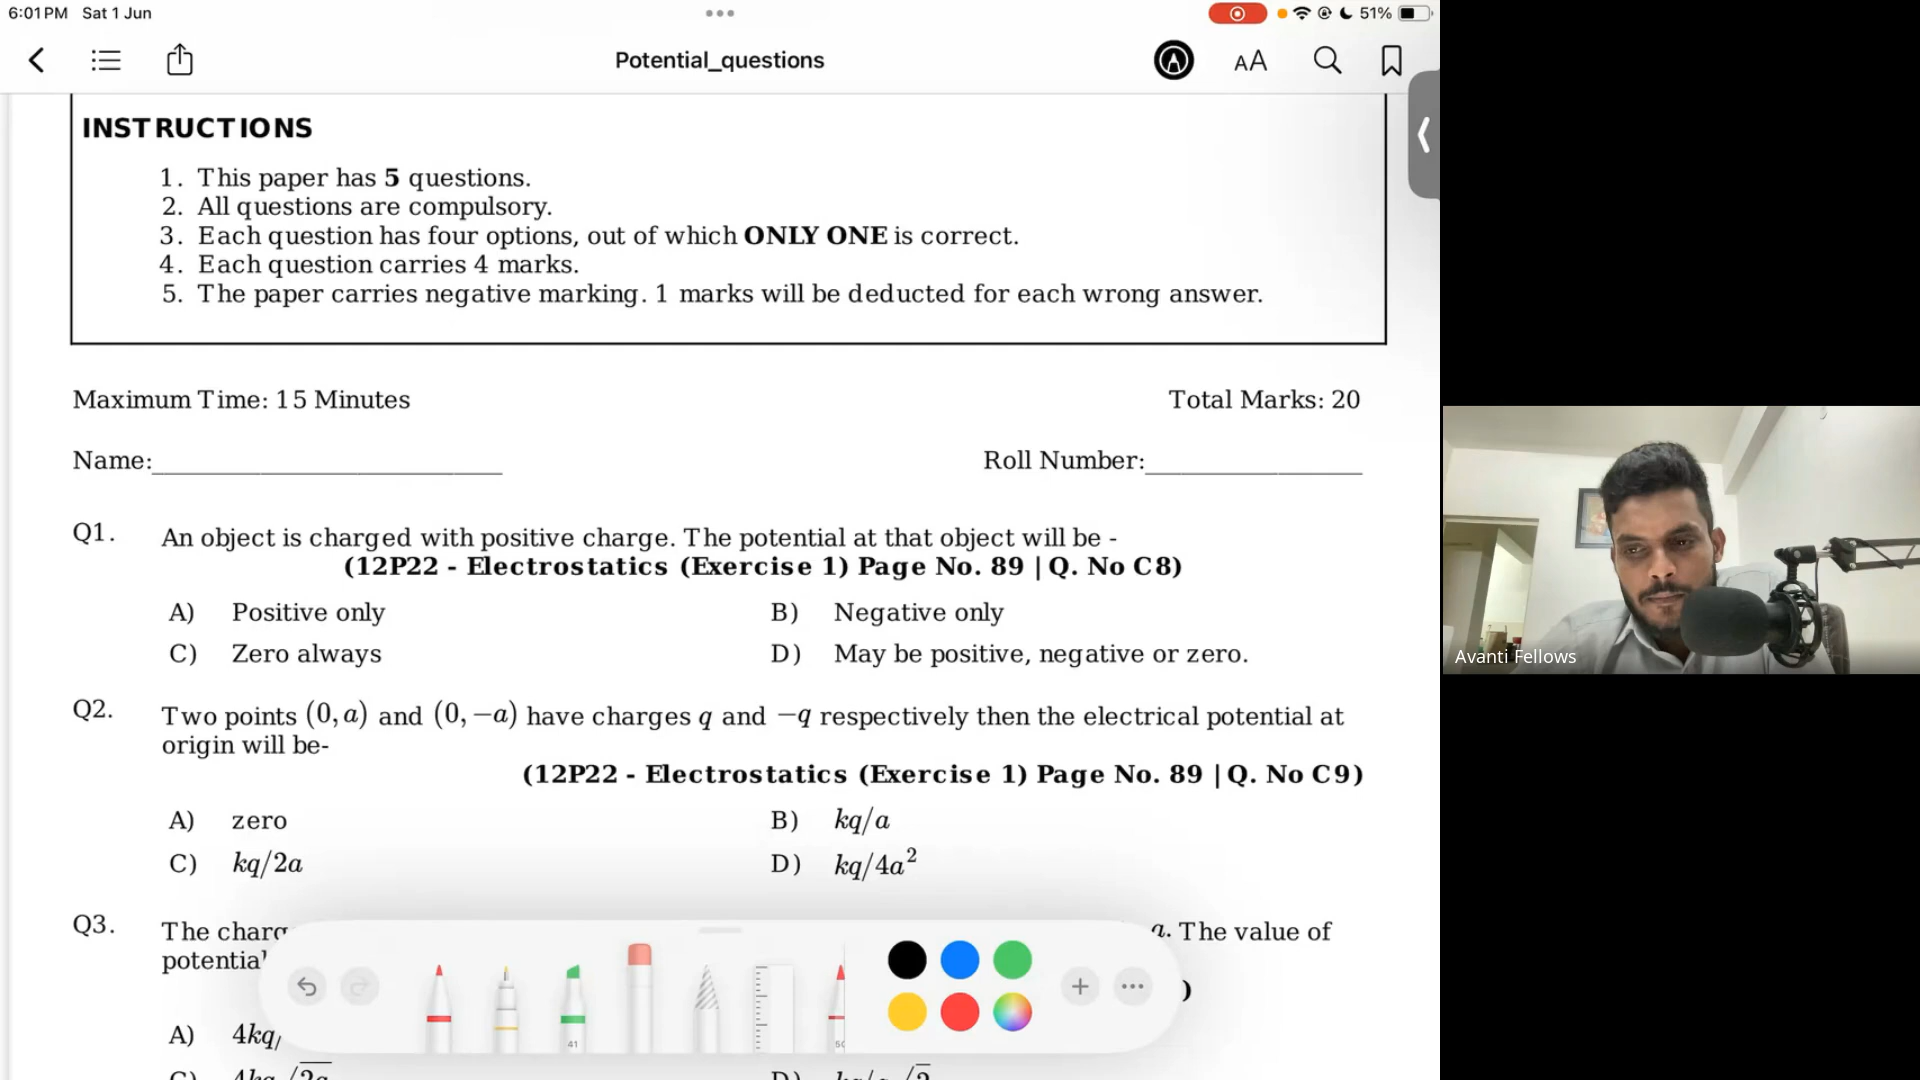 6:01 PM Sat 1 Jun
51%
Potential_questions
AA
INSTRUCTIONS
1. This paper has 5 questions.
2. All questions are compulsory.
3. Each question has four options, out of which ONLY ONE is correct.
4. Each question carries 4 marks.
5. The paper carries negative marking. 1 marks will be deducted for each wrong answer.
Maximum Time: 15 Minutes Total Marks: 20
Name: Roll Number:
Q1. An object is charged with positive charge. The potential at that object will be -
(12P22 - Electrostatics (Exercise 1) Page No. 89 | Q. No C8)
A) Positive only B) Negative only
C) Zero always D) May be positive, negative or zero.
Q2. Two points (0, a) and (0, −a) have charges q and −q respectively then the electrical potential at
origin will be-
(12P22 - Electrostatics (Exercise 1) Page No. 89 | Q. No C9)
A) zero B) kq/a
C) kq/2a D) kq/4a²
Q3. The charg a. The value of
potential
)
A) 4kq/
41
Avanti Fellows